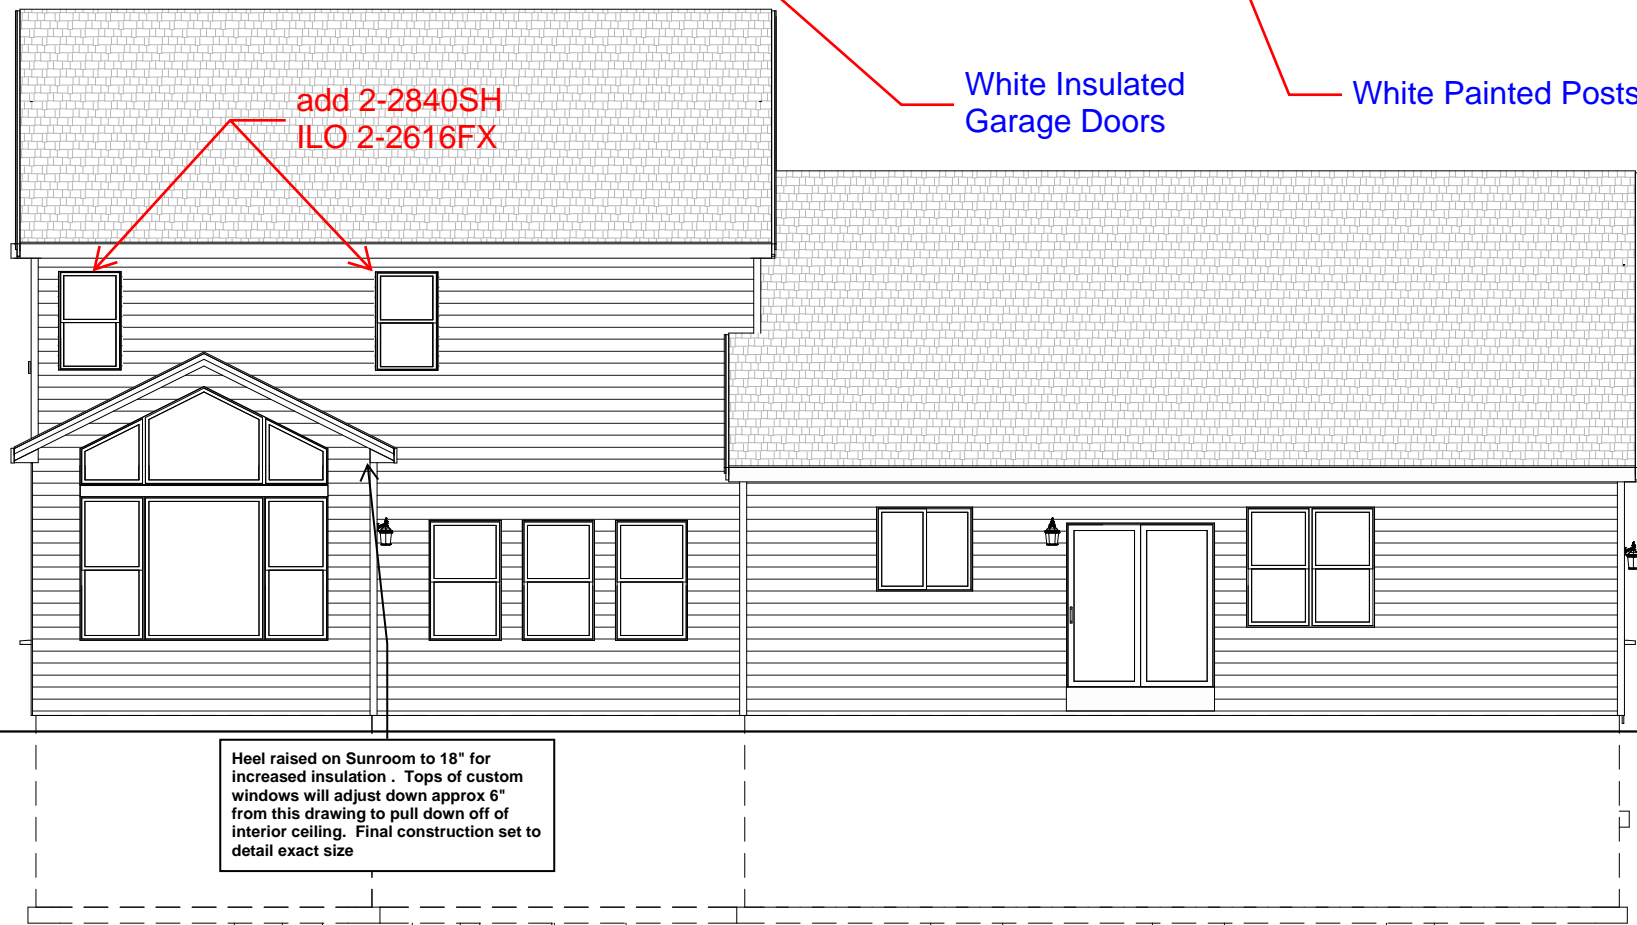 add 2-2840SH
ILO 2-2616FX
White Insulated
Garage Doors
White Painted Posts
Heel raised on Sunroom to 18" for
increased insulation . Tops of custom
windows will adjust down approx 6"
from this drawing to pull down off of
interior ceiling. Final construction set to
detail exact size